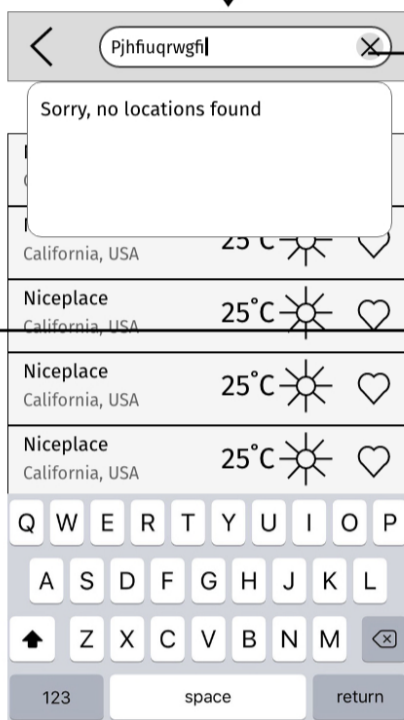 Pjhfiuqrwgfi
Sorry, no locations found
25°C
California, USA
Niceplace
25°C
California, USA
Niceplace
25°C
California, USA
Niceplace
25°C
California, USA
Q W E R T Y U I O P
A S D F G H J K L
Z X C V B N M
123 space return